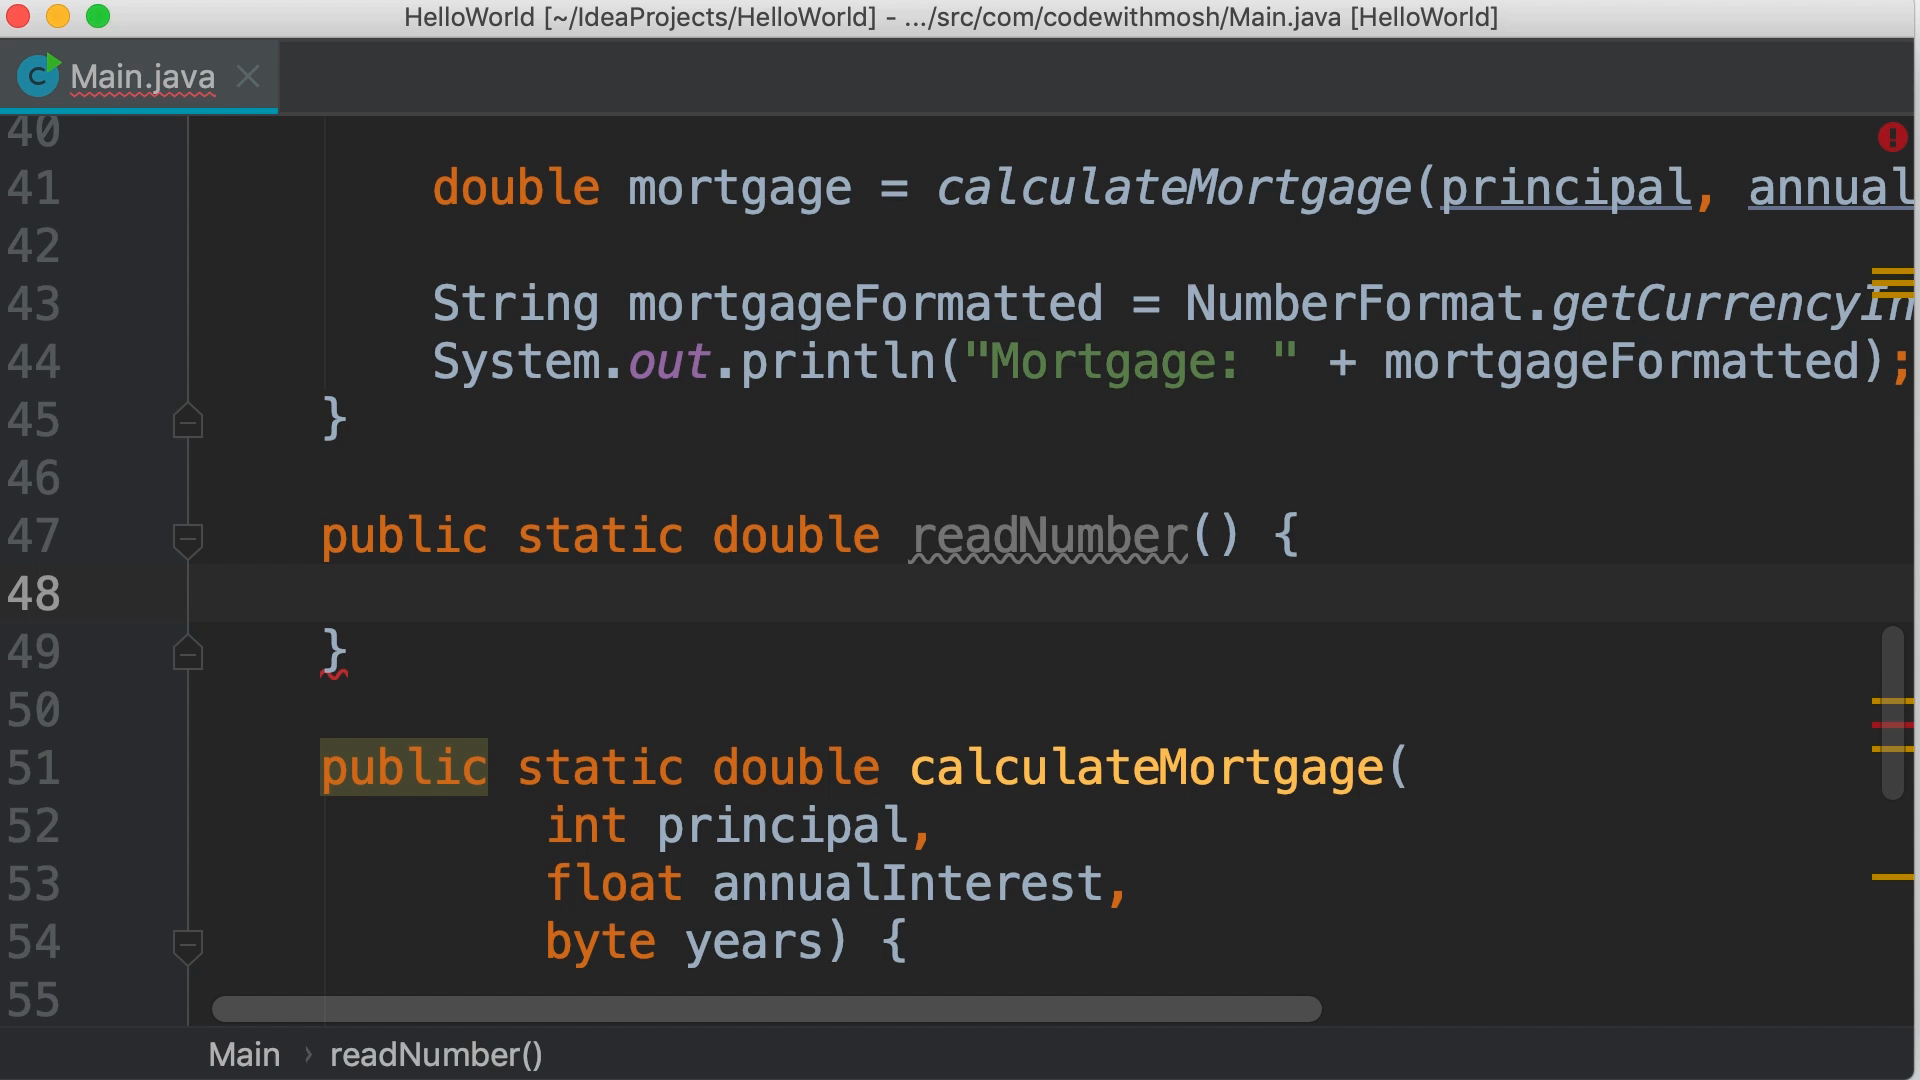 HelloWorld [~/IdeaProjects/HelloWorld] - .../src/com/codewithmosh/Main.java [HelloWorld]
Main.java
40
41 double mortgage = calculateMortgage(principal, annual
42
43 String mortgageFormatted = NumberFormat.getCurrencyIn
44 System.out.println("Mortgage: " + mortgageFormatted);
45 }
46
47 public static double readNumber() {
48
49 }
50
51 public static double calculateMortgage(
52 int principal,
53 float annualInterest,
54 byte years) {
55
Main › readNumber()